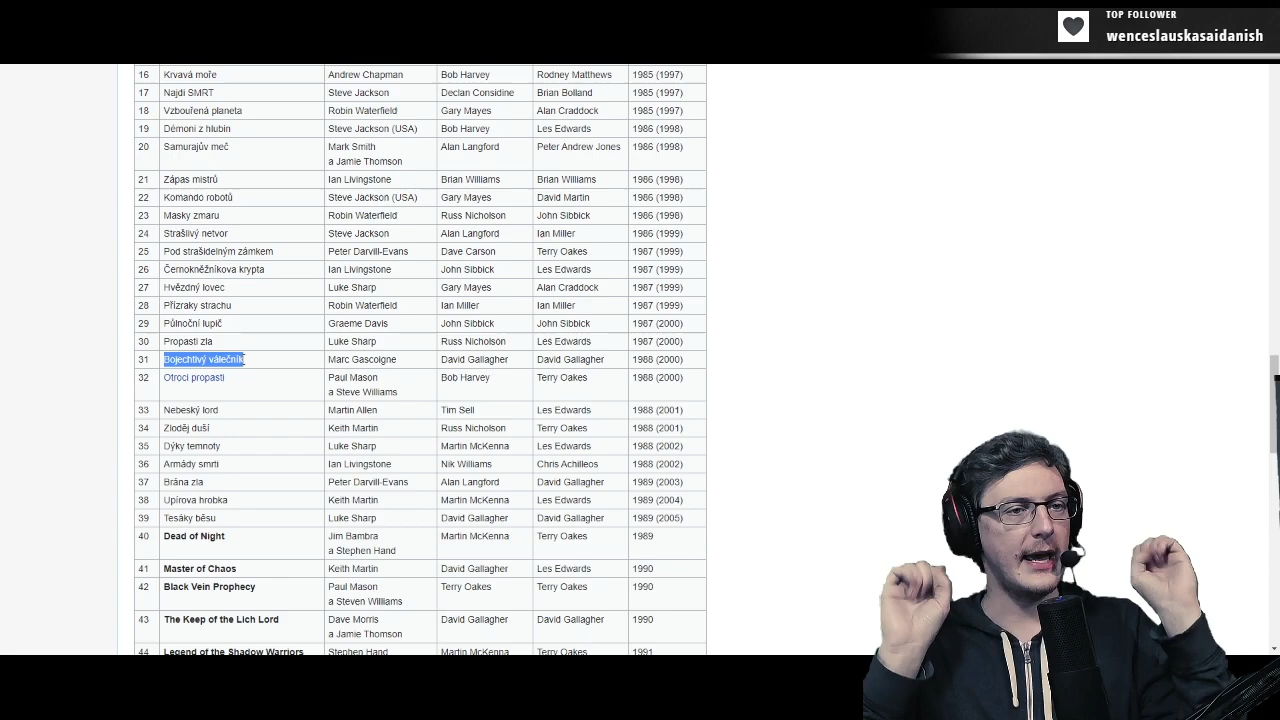 TOP FOLLOWER
wenceslauskasaidanish
16 Krvavá moře Andrew Chapman Bob Harvey Rodney Matthews 1985 (1997)
17 Najdi SMRT Steve Jackson Declan Considine Brian Bolland 1985 (1997)
18 Vzbouřená planeta Robin Waterfield Gary Mayes Alan Craddock 1985 (1997)
19 Démoni z hlubin Steve Jackson (USA) Bob Harvey Les Edwards 1986 (1998)
20 Samurajův meč Mark Smith Alan Langford Peter Andrew Jones 1986 (1998)
a Jamie Thomson
21 Zápas mistrů Ian Livingstone Brian Williams Brian Williams 1986 (1998)
22 Komando robotů Steve Jackson (USA) Gary Mayes David Martin 1986 (1998)
23 Masky zmaru Robin Waterfield Russ Nicholson John Sibbick 1986 (1998)
24 Strašlivý netvor Steve Jackson Alan Langford Ian Miller 1986 (1999)
25 Pod strašidelným zámkem Peter Darvill-Evans Dave Carson Terry Oakes 1987 (1999)
26 Černokněžníkova krypta Ian Livingstone John Sibbick Les Edwards 1987 (1999)
27 Hvězdný lovec Luke Sharp Gary Mayes Alan Craddock 1987 (1999)
28 Přízraky strachu Robin Waterfield Ian Miller Ian Miller 1987 (1999)
29 Půlnoční lupič Graeme Davis John Sibbick John Sibbick 1987 (2000)
30 Propasti zla Luke Sharp Russ Nicholson Les Edwards 1987 (2000)
31 Bojechtivý válečník Marc Gascoigne David Gallagher David Gallagher 1988 (2000)
32 Otroci propasti Paul Mason Bob Harvey Terry Oakes 1988 (2000)
a Steve Williams
33 Nebeský lord Martin Allen Tim Sell Les Edwards 1988 (2001)
34 Zloděj duší Keith Martin Russ Nicholson Terry Oakes 1988 (2001)
35 Dýky temnoty Luke Sharp Martin McKenna Les Edwards 1988 (2002)
36 Armády smrti Ian Livingstone Nik Williams Chris Achilleos 1988 (2002)
37 Brána zla Peter Darvill-Evans Alan Langford David Gallagher 1989 (2003)
38 Upírova hrobka Keith Martin Martin McKenna Les Edwards 1989 (2004)
39 Tesáky běsu Luke Sharp David Gallagher David Gallagher 1989 (2005)
40 Dead of Night Jim Bambra Martin McKenna Terry Oakes 1989
a Stephen Hand
41 Master of Chaos Keith Martin David Gallagher Les Edwards 1990
42 Black Vein Prophecy Paul Mason Terry Oakes Terry Oakes 1990
a Steven Williams
43 The Keep of the Lich Lord Dave Morris David Gallagher David Gallagher 1990
a Jamie Thomson
44 Legend of the Shadow Warriors Stephen Hand Martin McKenna Terry Oakes 1991